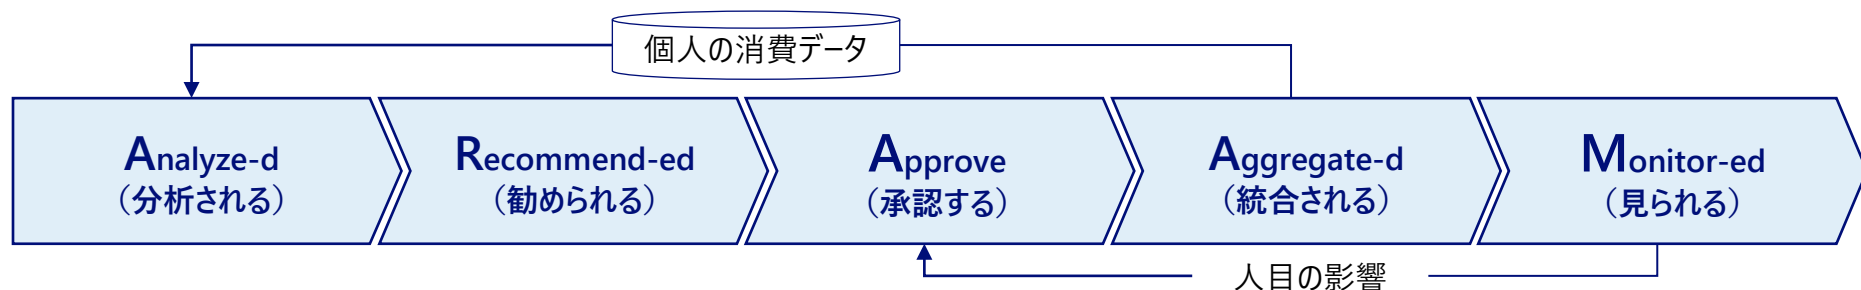 個人の消費データ
Analyze-d
（分析される）
Recommend-ed
（勧められる）
Approve
（承認する）
Aggregate-d
（統合される）
Monitor-ed
（見られる）
人目の影響